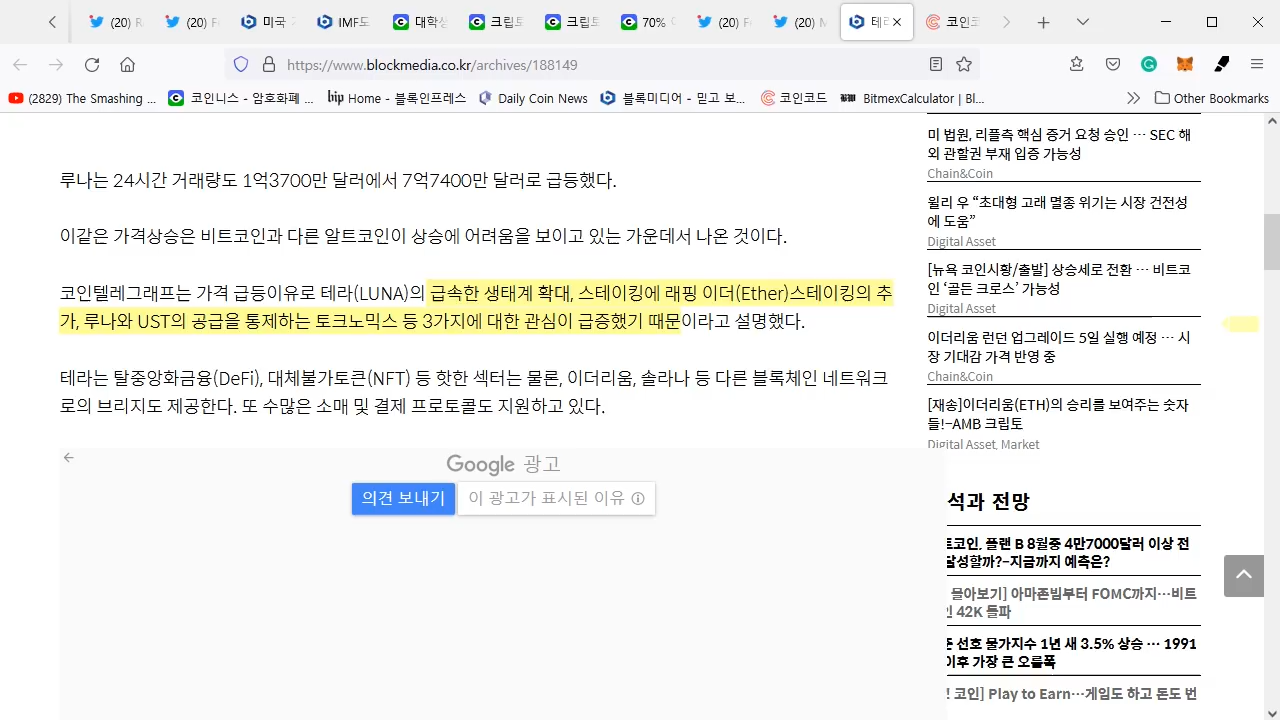 (20) R
(20) F
미국
IMF도
대학생
크립토
크립토
70%
(20) F
(20) M
테라
코인코
https://www.blockmedia.co.kr/archives/188149
(2829) The Smashing ...
코인니스 - 암호화폐 ...
bip Home - 블록인프레스
Daily Coin News
블록미디어 - 믿고 보...
코인코드
BitmexCalculator | Bl...
Other Bookmarks
루나는 24시간 거래량도 1억3700만 달러에서 7억7400만 달러로 급등했다.
이같은 가격상승은 비트코인과 다른 알트코인이 상승에 어려움을 보이고 있는 가운데서 나온 것이다.
코인텔레그래프는 가격 급등이유로 테라(LUNA)의 급속한 생태계 확대, 스테이킹에 래핑 이더(Ether)스테이킹의 추
가, 루나와 UST의 공급을 통제하는 토크노믹스 등 3가지에 대한 관심이 급증했기 때문이라고 설명했다.
테라는 탈중앙화금융(DeFi), 대체불가토큰(NFT) 등 핫한 섹터는 물론, 이더리움, 솔라나 등 다른 블록체인 네트워크
로의 브리지도 제공한다. 또 수많은 소매 및 결제 프로토콜도 지원하고 있다.
Google 광고
의견 보내기
이 광고가 표시된 이유
미 법원, 리플측 핵심 증거 요청 승인 … SEC 해
외 관할권 부재 입증 가능성
Chain&Coin
윌리 우 “초대형 고래 멸종 위기는 시장 건전성
에 도움”
Digital Asset
[뉴욕 코인시황/출발] 상승세로 전환 … 비트코
인 ‘골든 크로스’ 가능성
Digital Asset
이더리움 런던 업그레이드 5일 실행 예정 … 시
장 기대감 가격 반영 중
Chain&Coin
[재송]이더리움(ETH)의 승리를 보여주는 숫자
들!–AMB 크립토
Digital Asset, Market
석과 전망
트코인, 플랜 B 8월중 4만7000달러 이상 전
달성할까?–지금까지 예측은?
몰아보기] 아마존빔부터 FOMC까지…비트
인 42K 돌파
준 선호 물가지수 1년 새 3.5% 상승 … 1991
이후 가장 큰 오름폭
! 코인] Play to Earn…게임도 하고 돈도 번